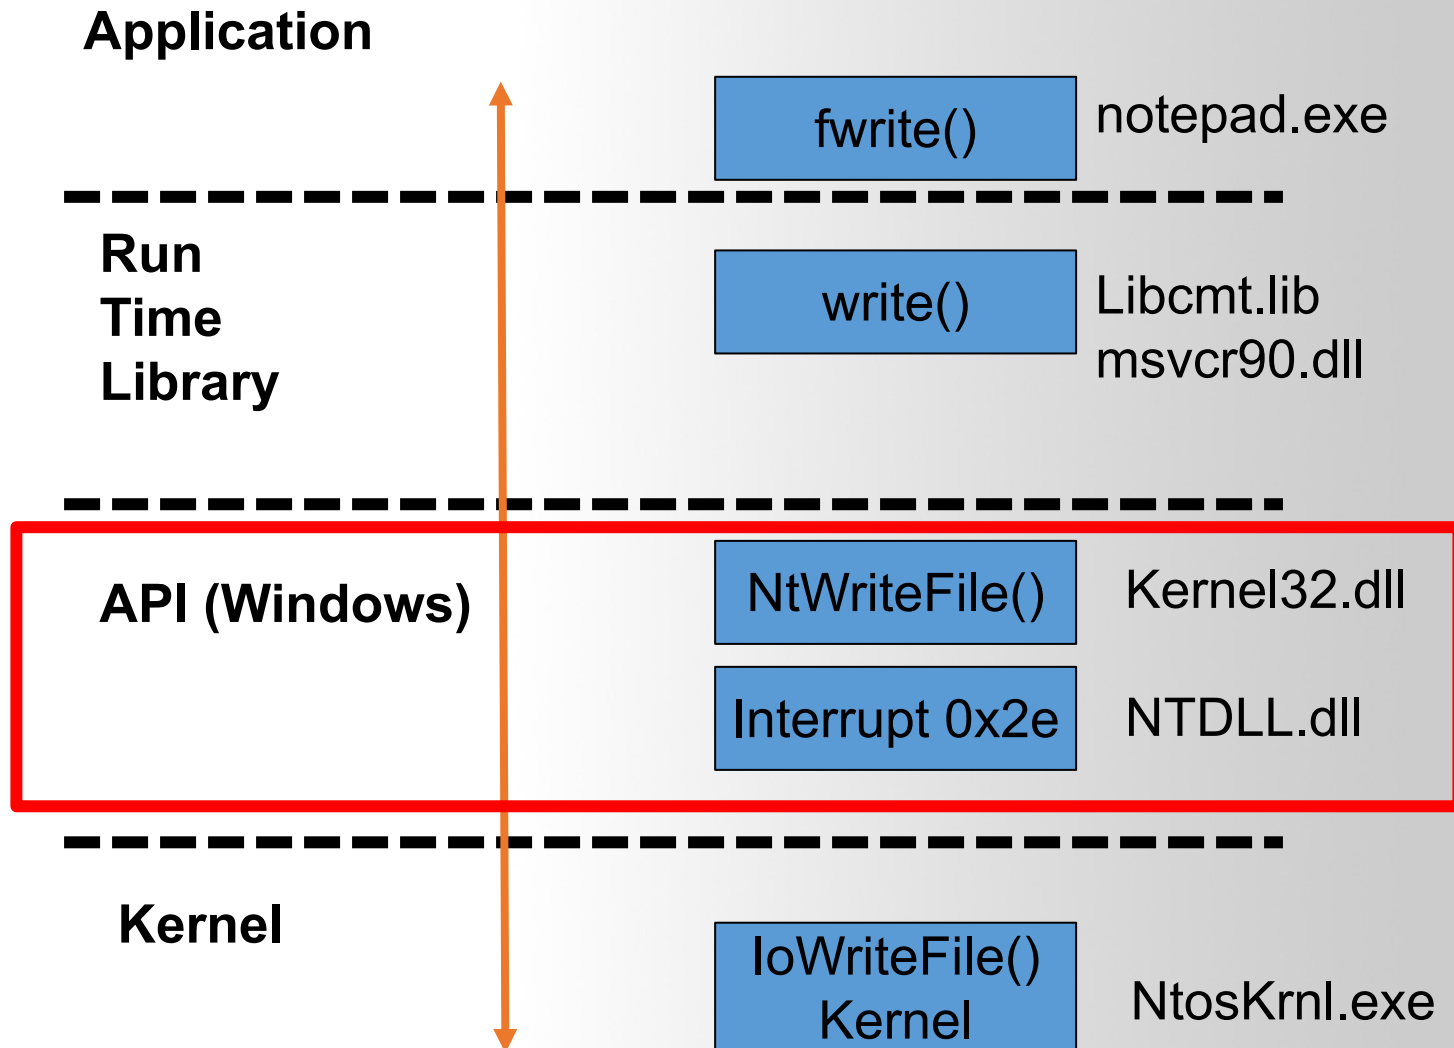 Application
fwrite()
notepad.exe
Run
Time
Library
write()
Libcmt.lib
msvcr90.dll
API (Windows)
NtWriteFile()
Kernel32.dll
Interrupt 0x2e
NTDLL.dll
Kernel
IoWriteFile()
Kernel
NtosKrnl.exe